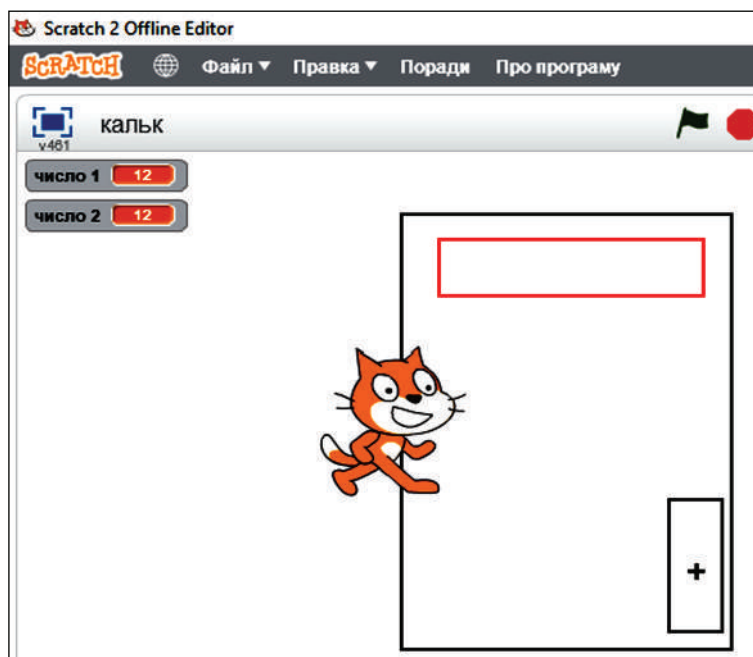 Scratch 2 Offline Editor
SCRATCH Файл ▼ Правка ▼ Поради Про програму
кальк
v461
число 1 12
число 2 12
+